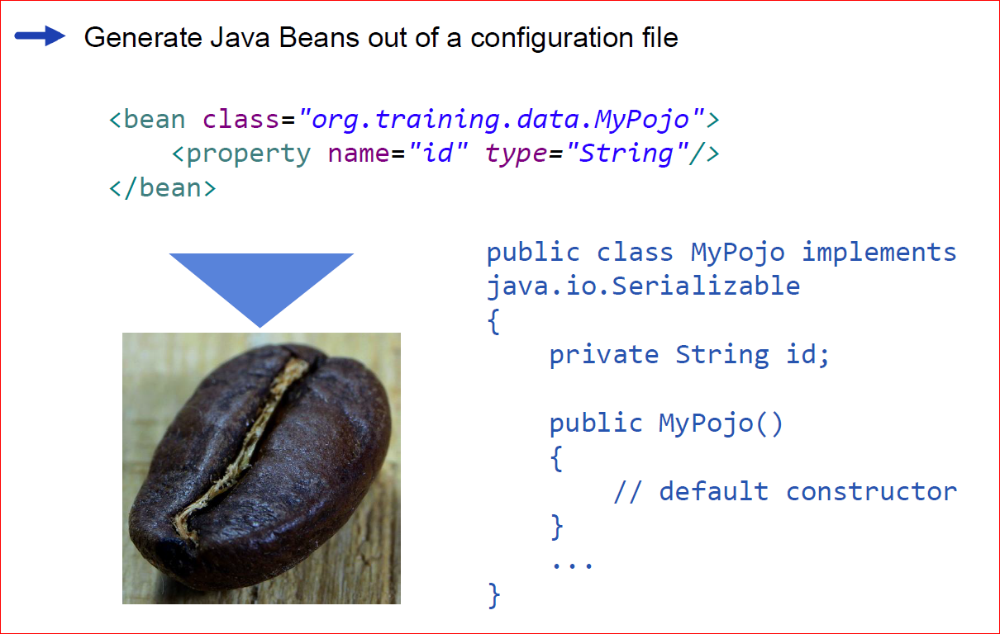 Generate Java Beans out of a configuration file
<bean class="org.training.data.MyPojo">
    <property name="id" type="String"/>
</bean>
public class MyPojo implements
java.io.Serializable
{
    private String id;
    public MyPojo()
    {
        // default constructor
    }
    ...
}